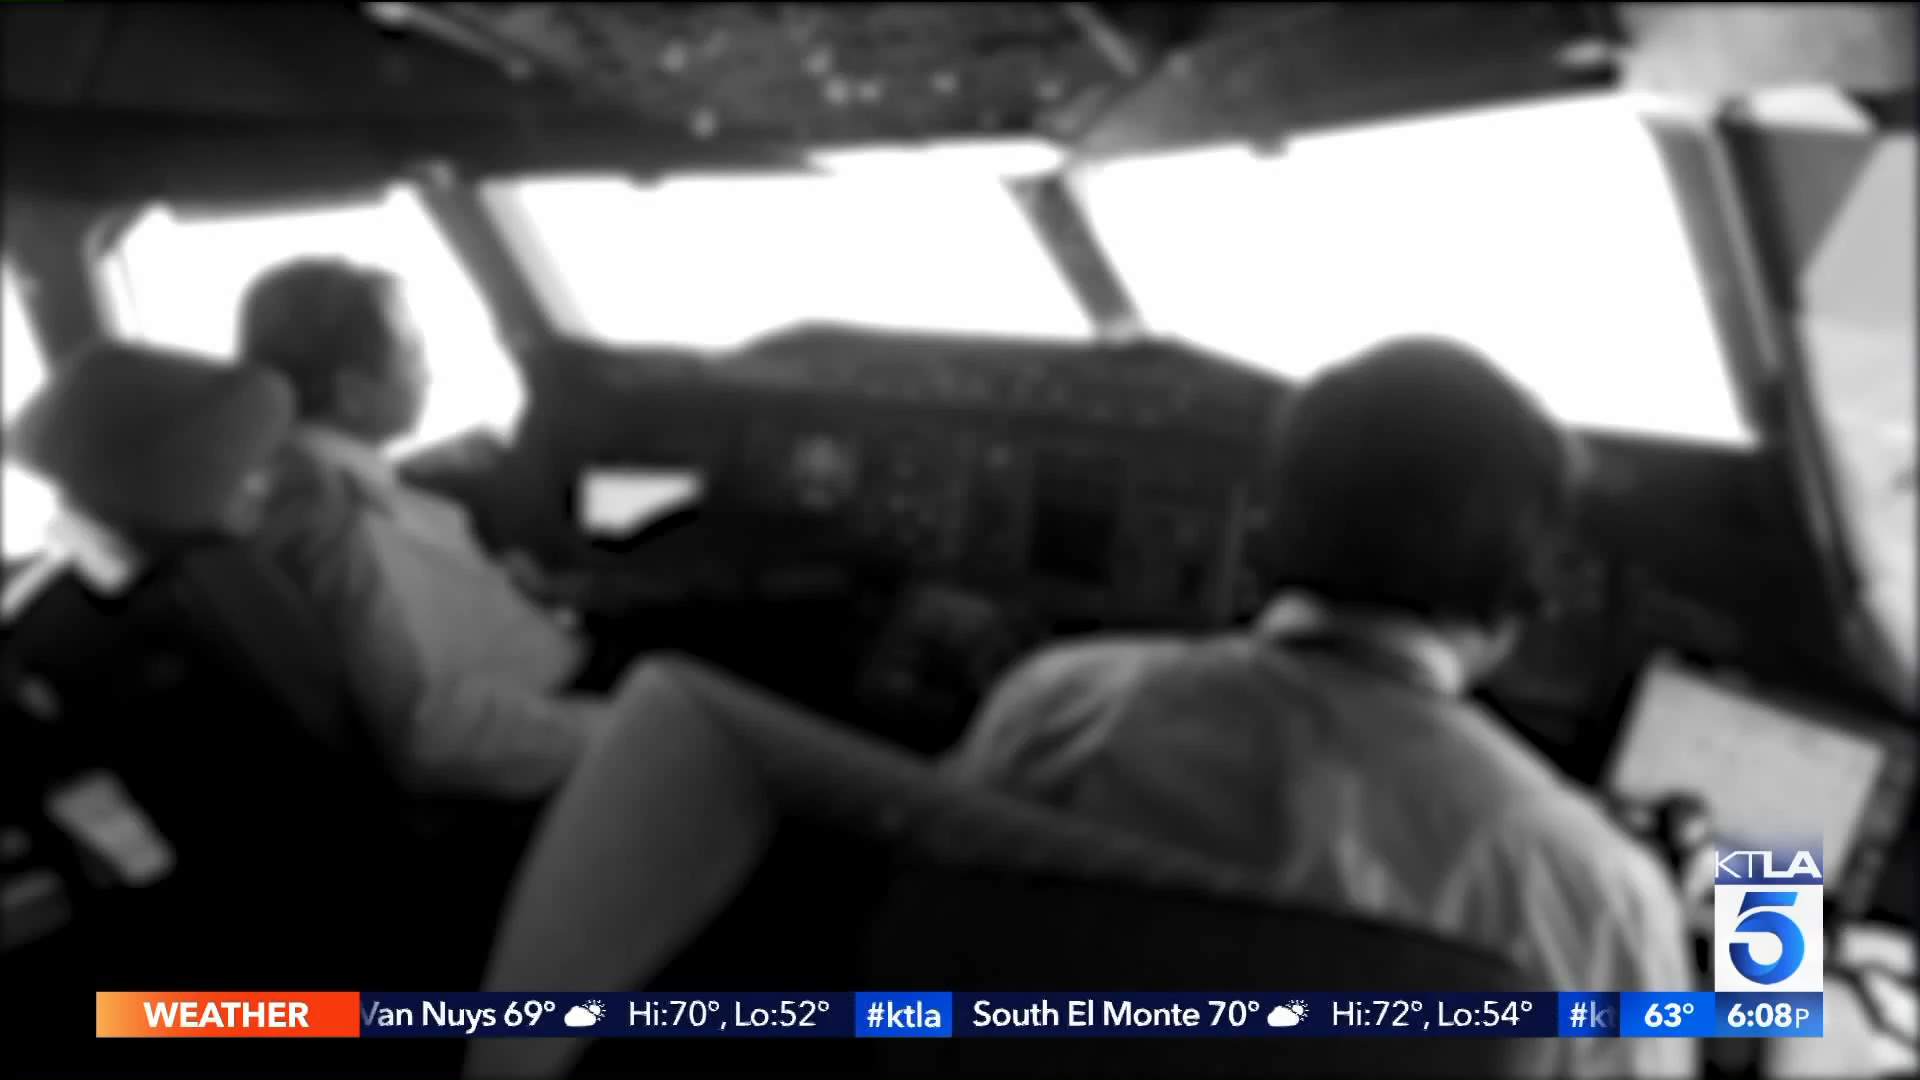 KTLA
5
WEATHER Van Nuys 69° Hi:70°, Lo:52° #ktla South El Monte 70° Hi:72°, Lo:54° #k 63° 6:08P